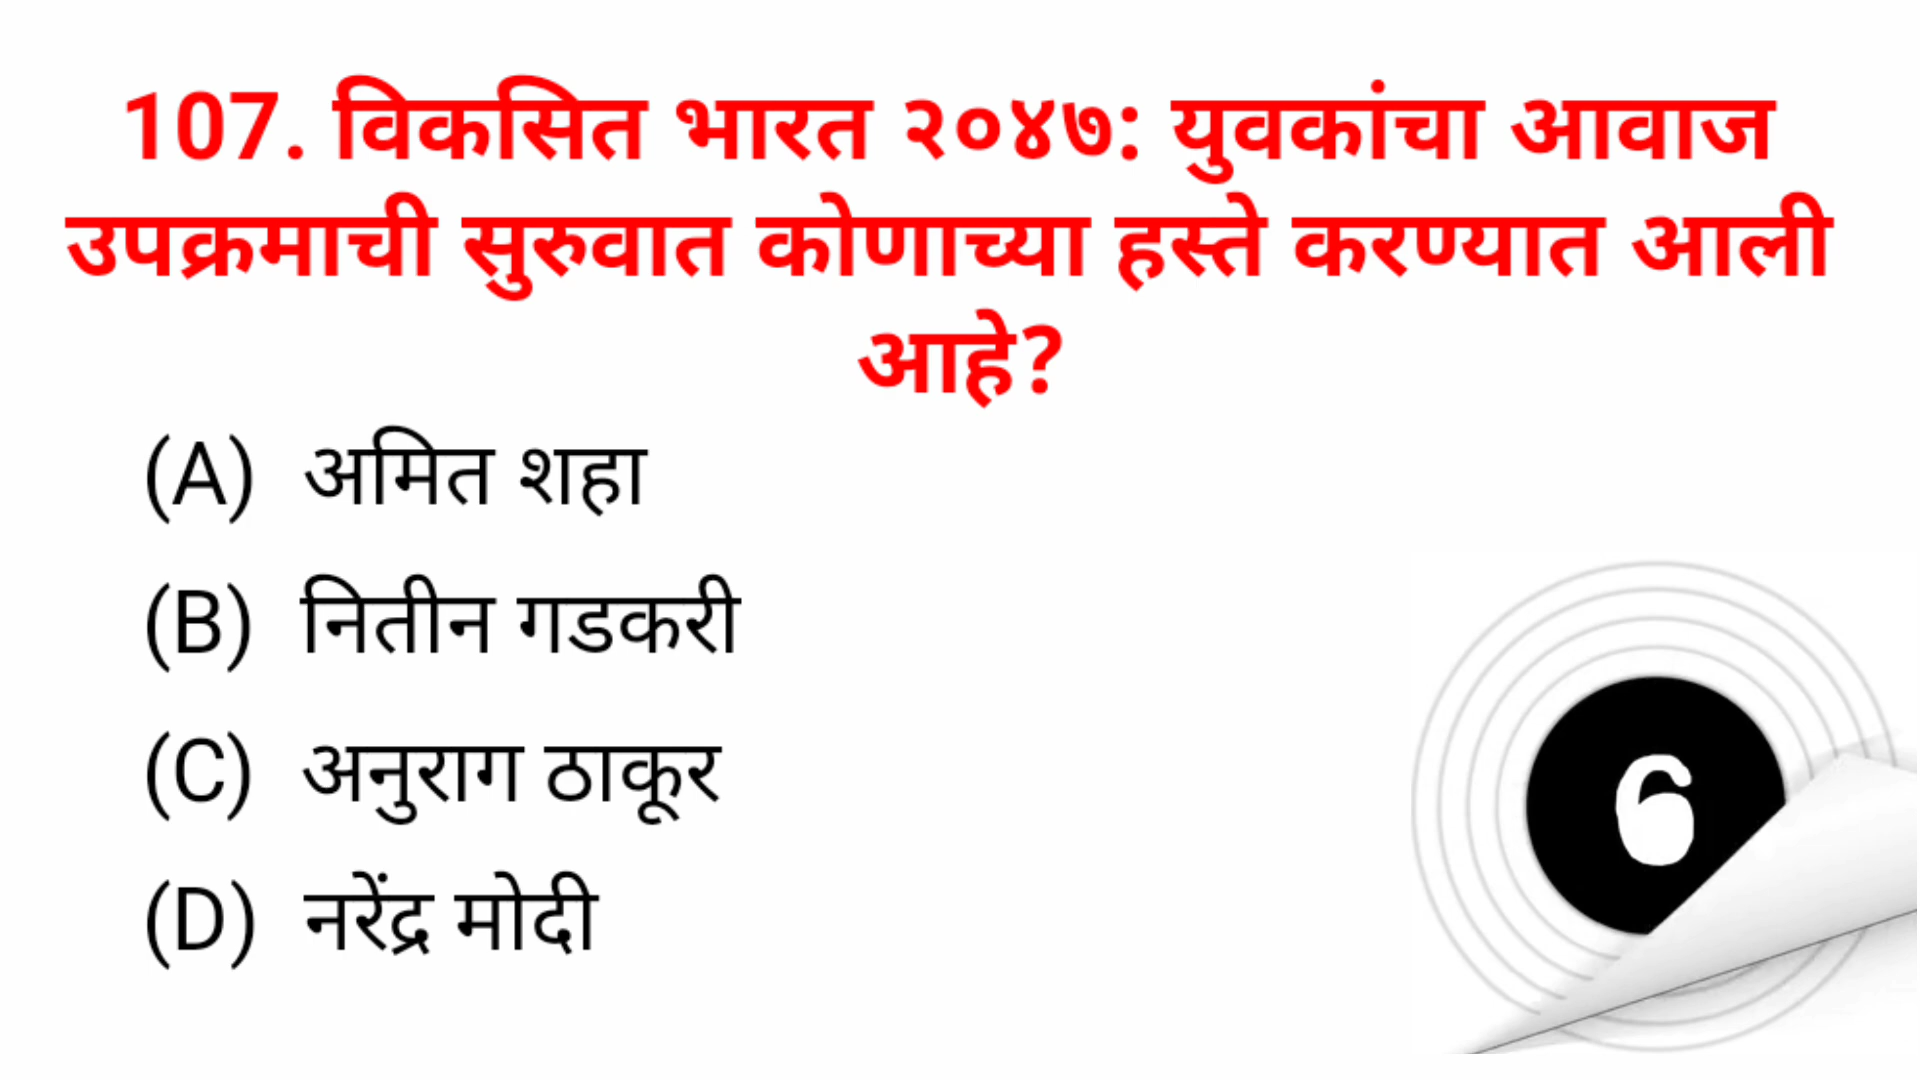 107. विकसित भारत २०४७: युवकांचा आवाज
उपक्रमाची सुरुवात कोणाच्या हस्ते करण्यात आली
आहे?
(A) अमित शहा
(B) नितीन गडकरी
(C) अनुराग ठाकूर
(D) नरेंद्र मोदी
6